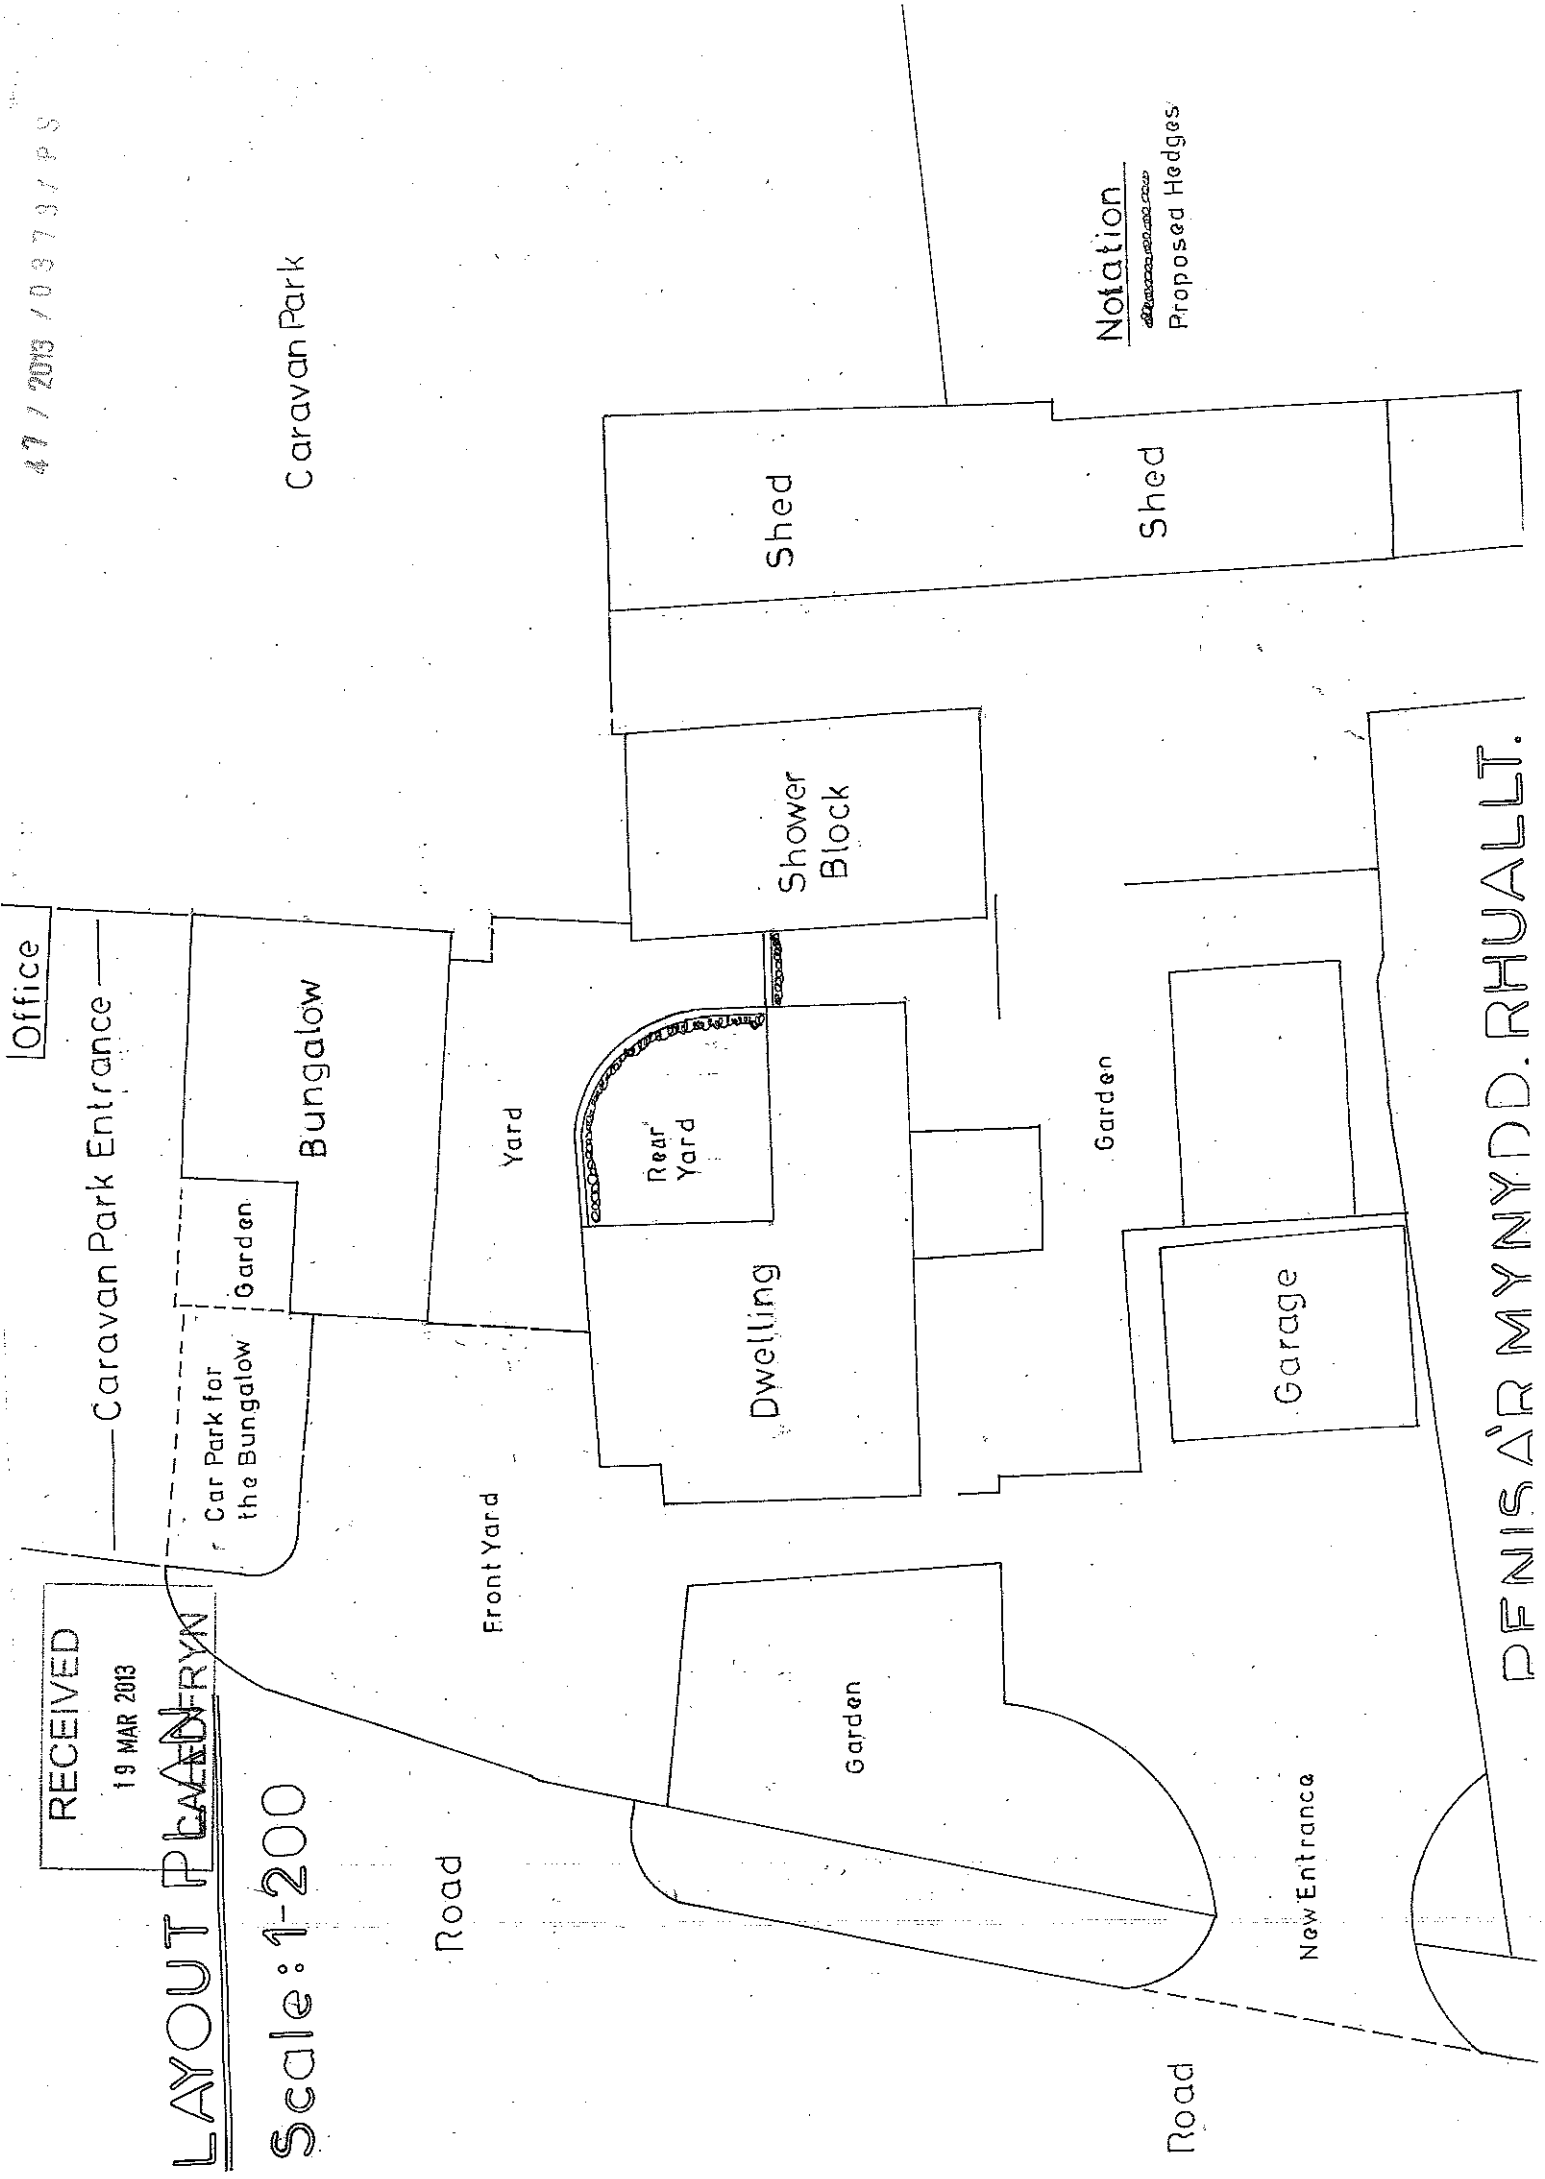 47 / 2013 / 0379 / PS
Office
Caravan Park Entrance
RECEIVED
19 MAR 2013
CAELEDFRYN
LAYOUT PLAN
Scale: 1-200
Car Park for
the Bungalow
Garden
Bungalow
Caravan Park
Road
Front Yard
Yard
Rear
Yard
Dwelling
Shower
Block
Shed
Shed
Garden
Garden
Garage
New Entrance
Road
Notation
Proposed Hedges
PENISA'R MYNYDD. RHUALLT.